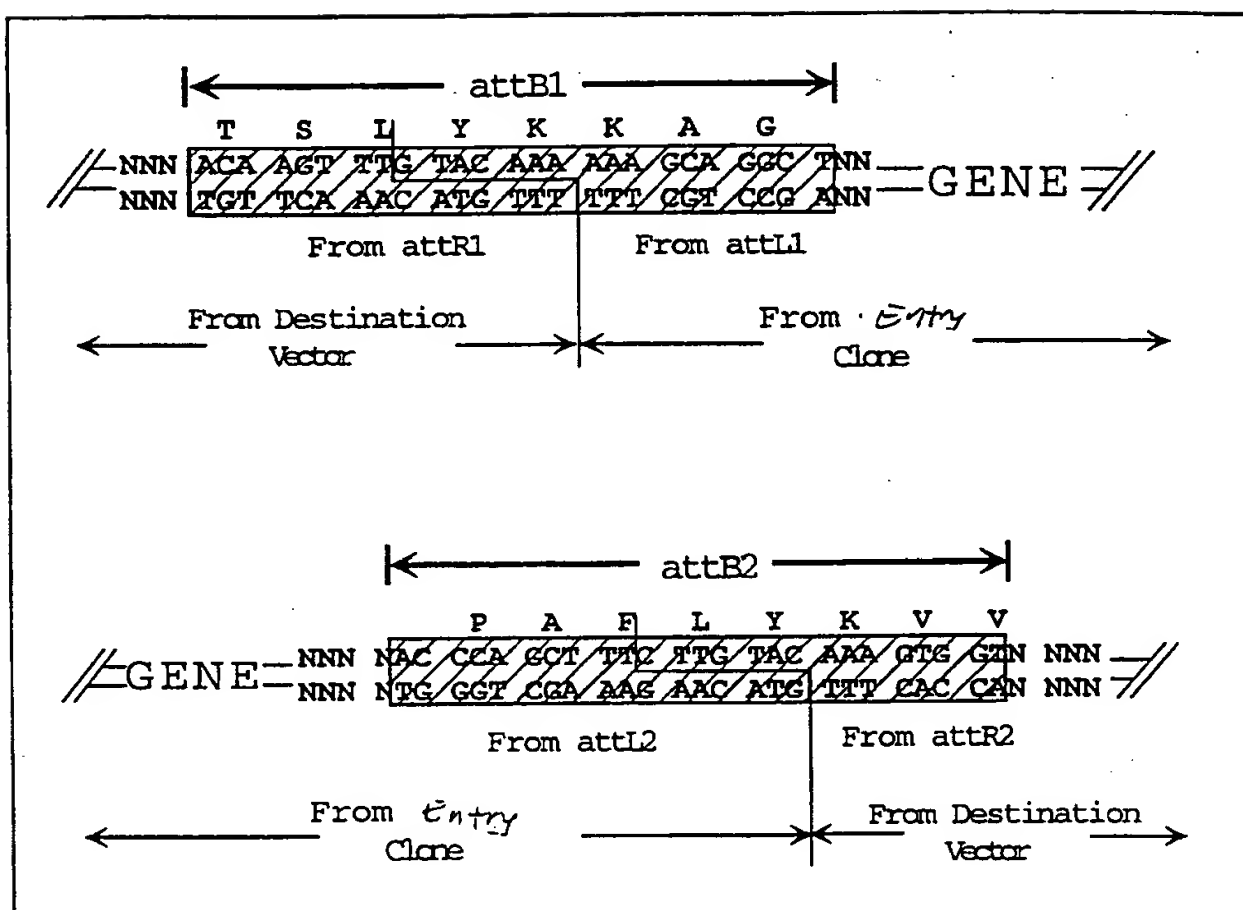 attB1
T S L Y K K A G
NNN ACA AGT TTG TAC AAA AAA GCA GGC TNN GENE
NNN TGT TCA AAC ATG TTT TTT CGT CCG ANN
From attR1 From attL1
From Destination Vector
From Entry Clone
attB2
P A F L Y K V V
GENE NNN NAC CCA GCT TTC TTG TAC AAA GTG GTN NNN
NNN NTG GGT CGA AAG AAC ATG TTT CAC CAN NNN
From attL2 From attR2
From Entry Clone
From Destination Vector